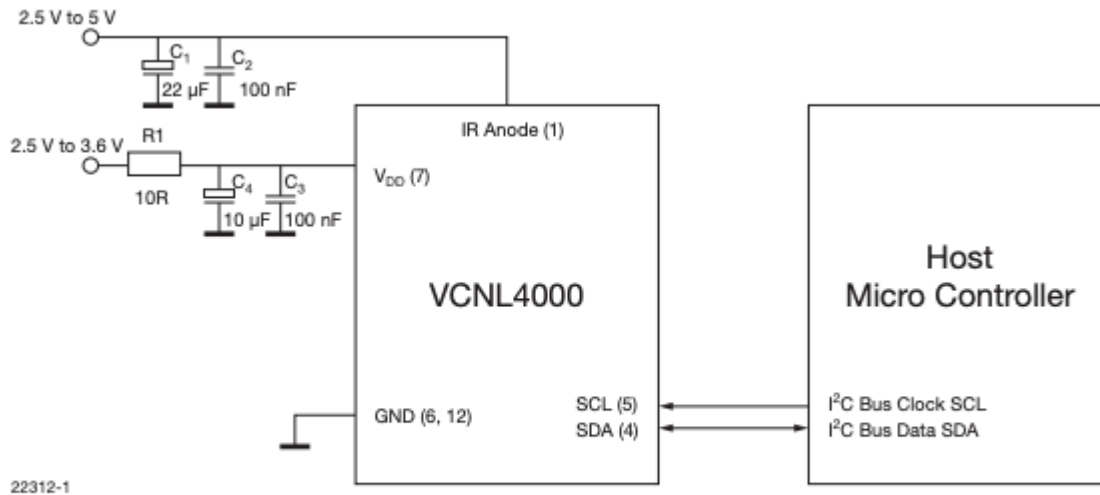 2.5 V to 5 V
C1
C2
22 µF
100 nF
IR Anode (1)
2.5 V to 3.6 V
R1
10R
C4
C3
10 µF
100 nF
VDD (7)
VCNL4000
Host
Micro Controller
GND (6, 12)
SCL (5)
SDA (4)
I²C Bus Clock SCL
I²C Bus Data SDA
22312-1